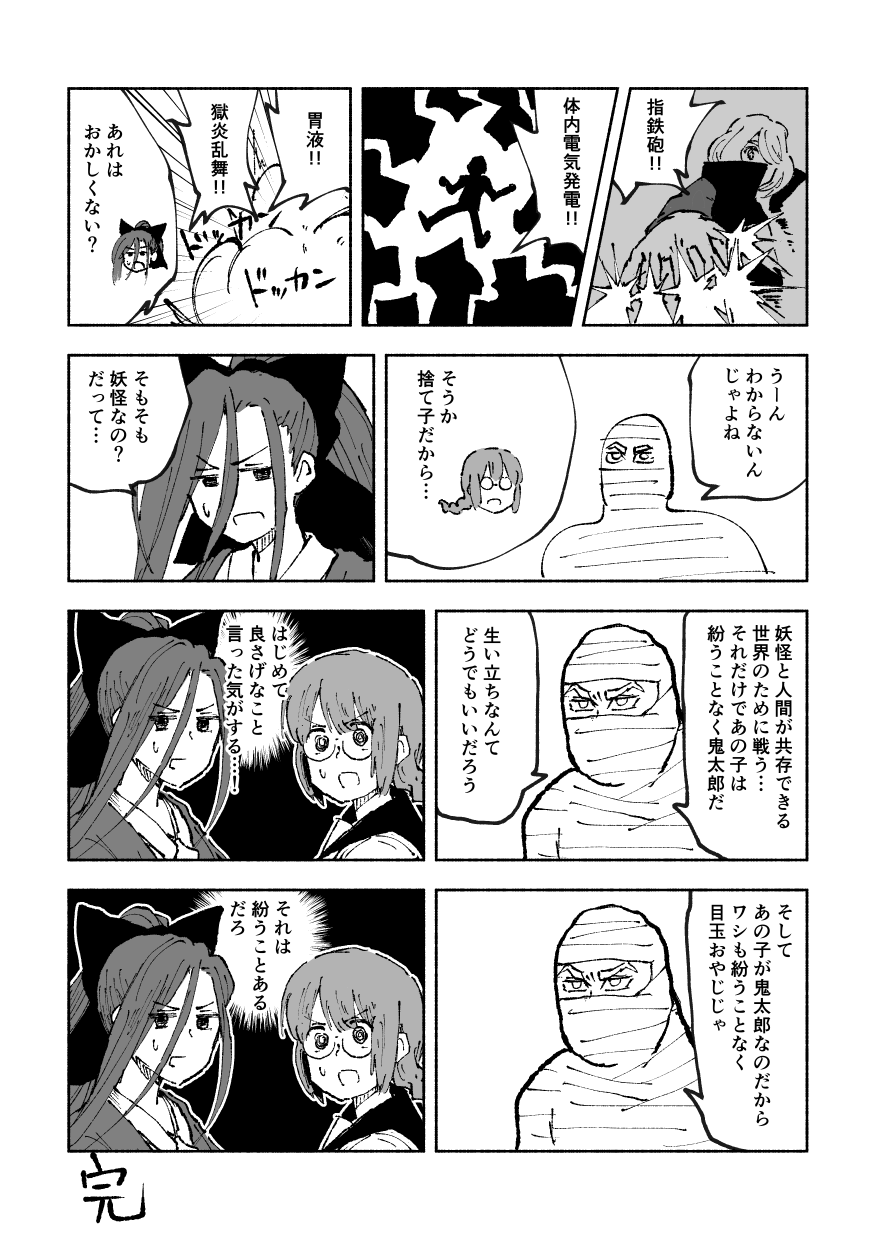 指鉄砲!!
体内電気発電!!
胃液!!
獄炎乱舞!!
ドッカン
ドッカン
あれは
おかしくない?
うーん
わからないん
じゃよね
そうか
捨て子だから…
そもそも
妖怪なの?
だって…
妖怪と人間が共存できる
世界のために戦う…
それだけであの子は
紛うことなく鬼太郎だ
生い立ちなんて
どうでもいいだろう
はじめて
良さげなこと
言った気がする…!
そして
あの子が鬼太郎なのだから
ワシも紛うことなく
目玉おやじじゃ
それは
紛うことある
だろ
完